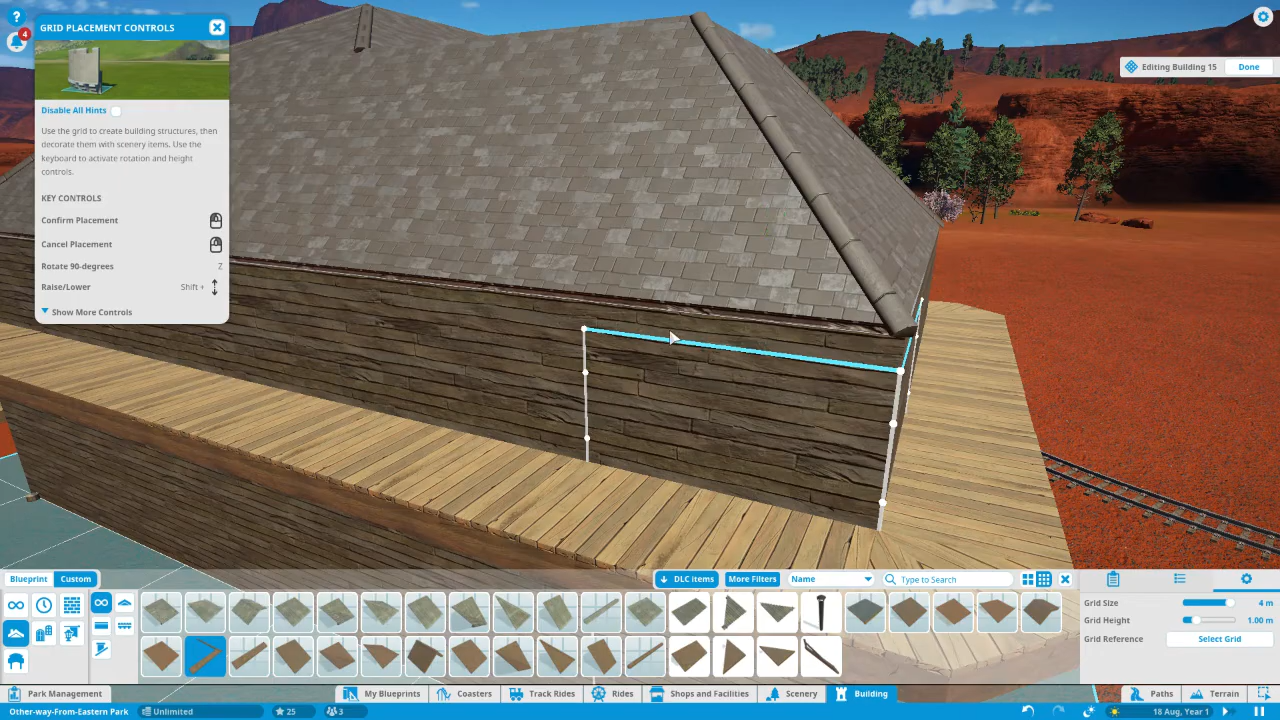 ?
4
GRID PLACEMENT CONTROLS
Disable All Hints
Use the grid to create building structures, then
decorate them with scenery items. Use the
keyboard to activate rotation and height
controls.
KEY CONTROLS
Confirm Placement
Cancel Placement
Rotate 90-degrees Z
Raise/Lower Shift +
Show More Controls
Editing Building 15 Done
Blueprint Custom
DLC items More Filters Name Type to Search
Grid Size 4 m
Grid Height 1.00 m
Grid Reference Select Grid
Park Management My Blueprints Coasters Track Rides Rides Shops and Facilities Scenery Building Paths Terrain
Other-way-From-Eastern Park Unlimited 25 3 18 Aug, Year 1